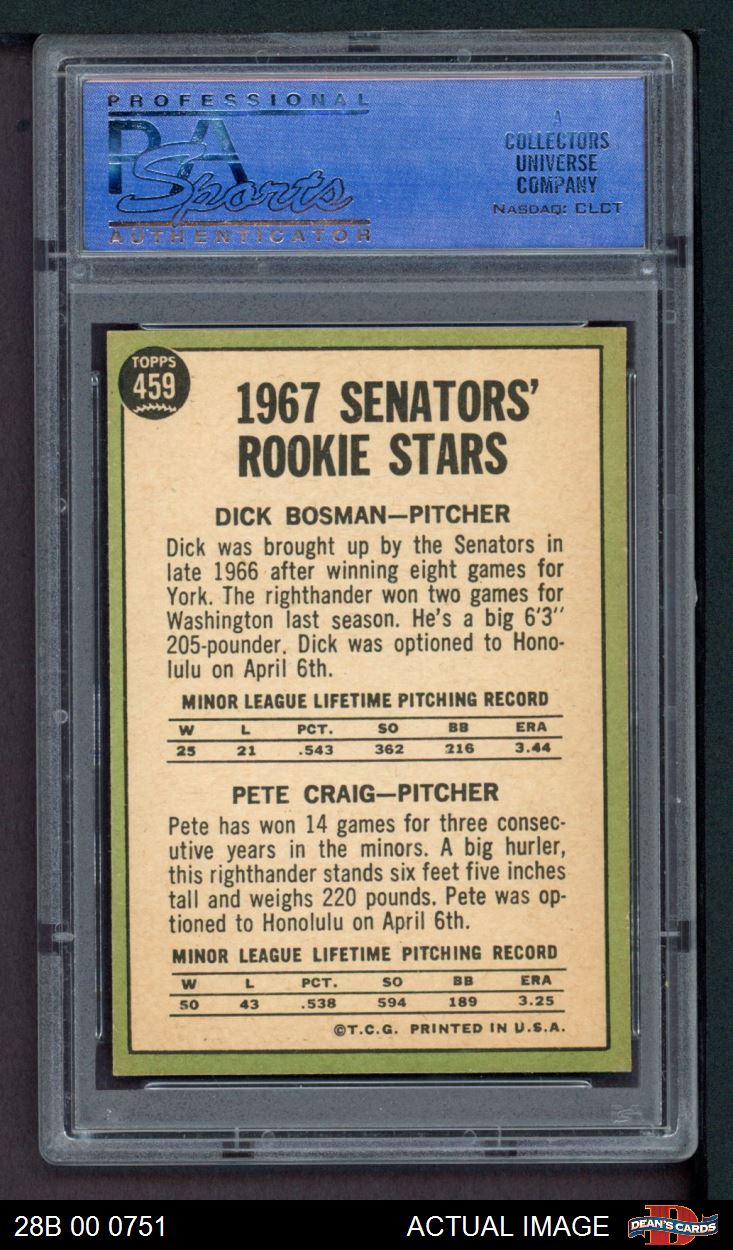 PROFESSIONAL
PSA
Sports
AUTHENTICATOR
A
COLLECTORS
UNIVERSE
COMPANY
NASDAQ: CLCT
TOPPS
459
1967 SENATORS'
ROOKIE STARS
DICK BOSMAN—PITCHER
Dick was brought up by the Senators in
late 1966 after winning eight games for
York. The righthander won two games for
Washington last season. He's a big 6'3"
205-pounder. Dick was optioned to Hono-
lulu on April 6th.
MINOR LEAGUE LIFETIME PITCHING RECORD
W L PCT. SO BB ERA
25 21 .543 362 216 3.44
PETE CRAIG—PITCHER
Pete has won 14 games for three consec-
utive years in the minors. A big hurler,
this righthander stands six feet five inches
tall and weighs 220 pounds. Pete was op-
tioned to Honolulu on April 6th.
MINOR LEAGUE LIFETIME PITCHING RECORD
W L PCT. SO BB ERA
50 43 .538 594 189 3.25
©T.C.G. PRINTED IN U.S.A.
28B 00 0751 ACTUAL IMAGE DEAN'S CARDS